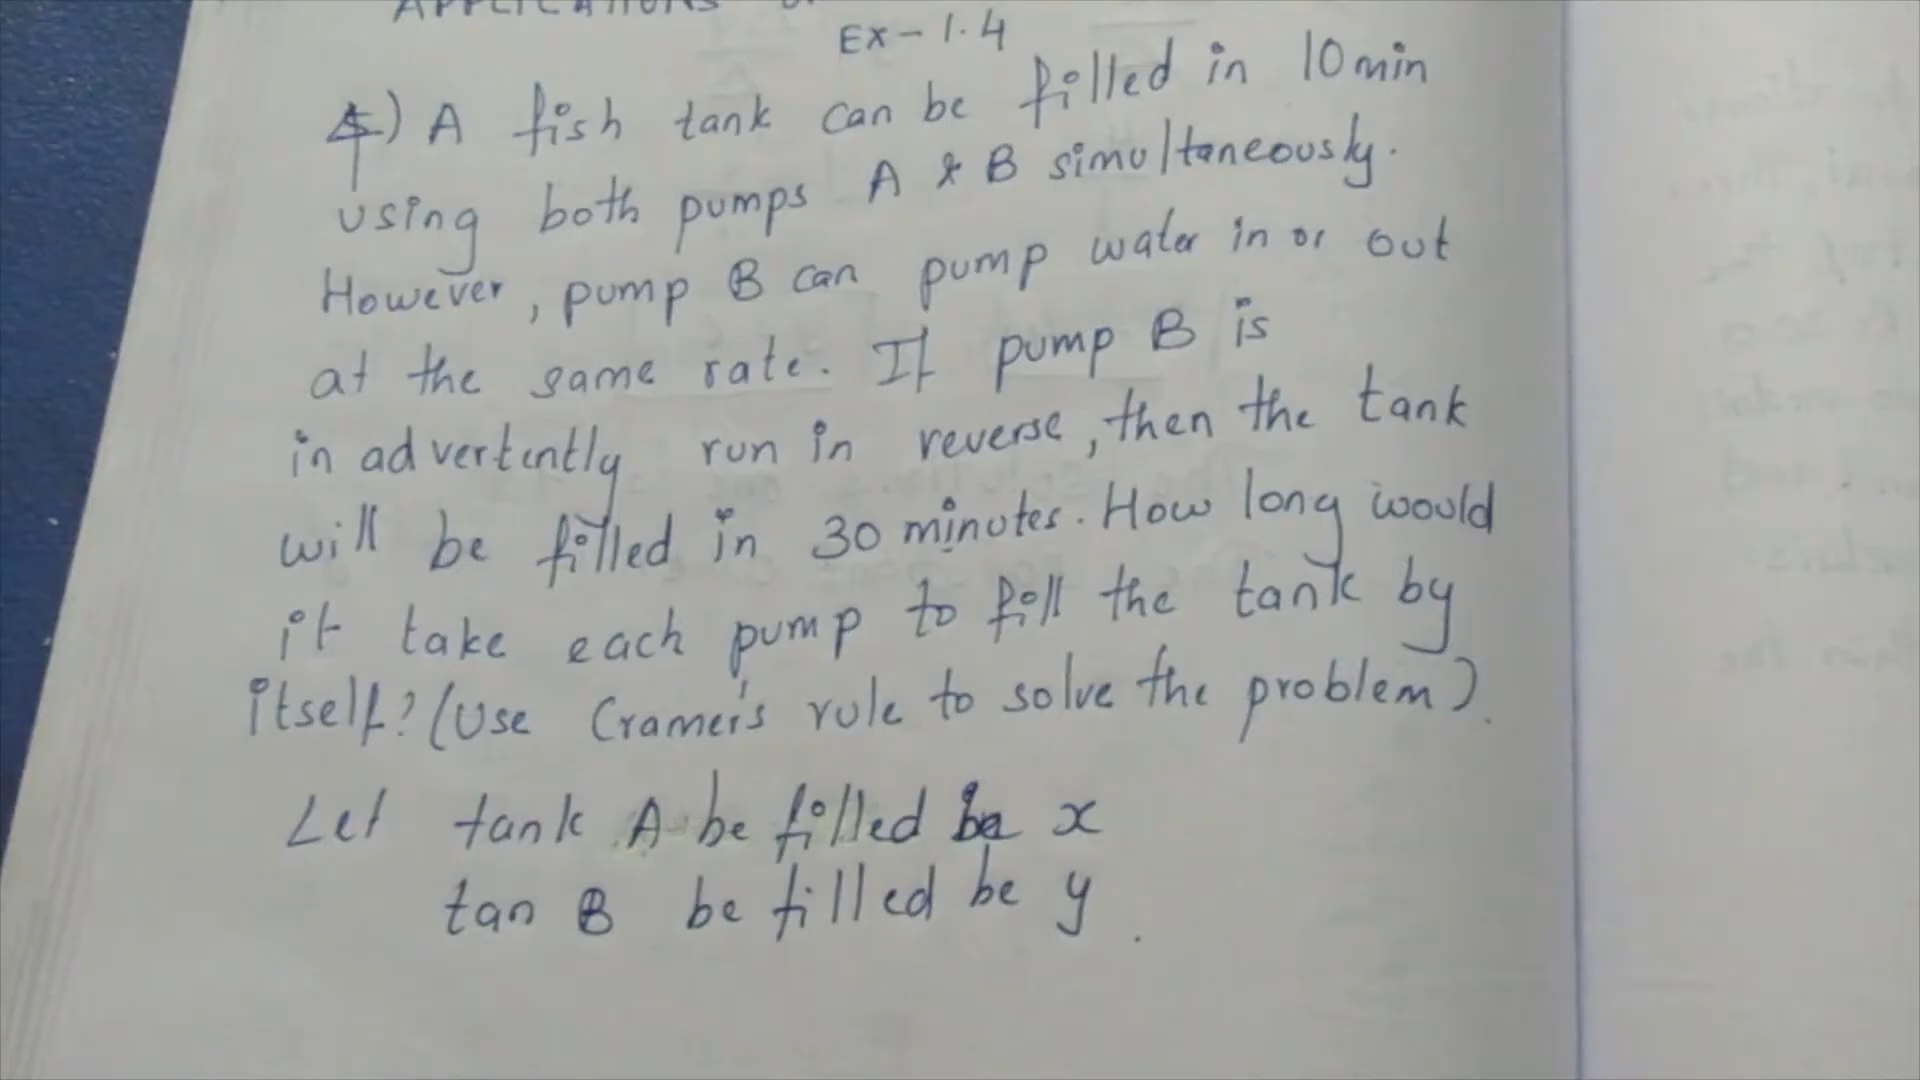 APPLICATIONS
Ex-1.4
4) A fish tank can be filled in 10 min
using both pumps A & B simultaneously.
However, pump B can pump water in or out
at the same rate. If pump B is
in advertently run in reverse, then the tank
will be filled in 30 minutes. How long would
it take each pump to fill the tank by
itself? (Use Cramer's rule to solve the problem).
Let tank A be filled be x
tan B be filled be y.